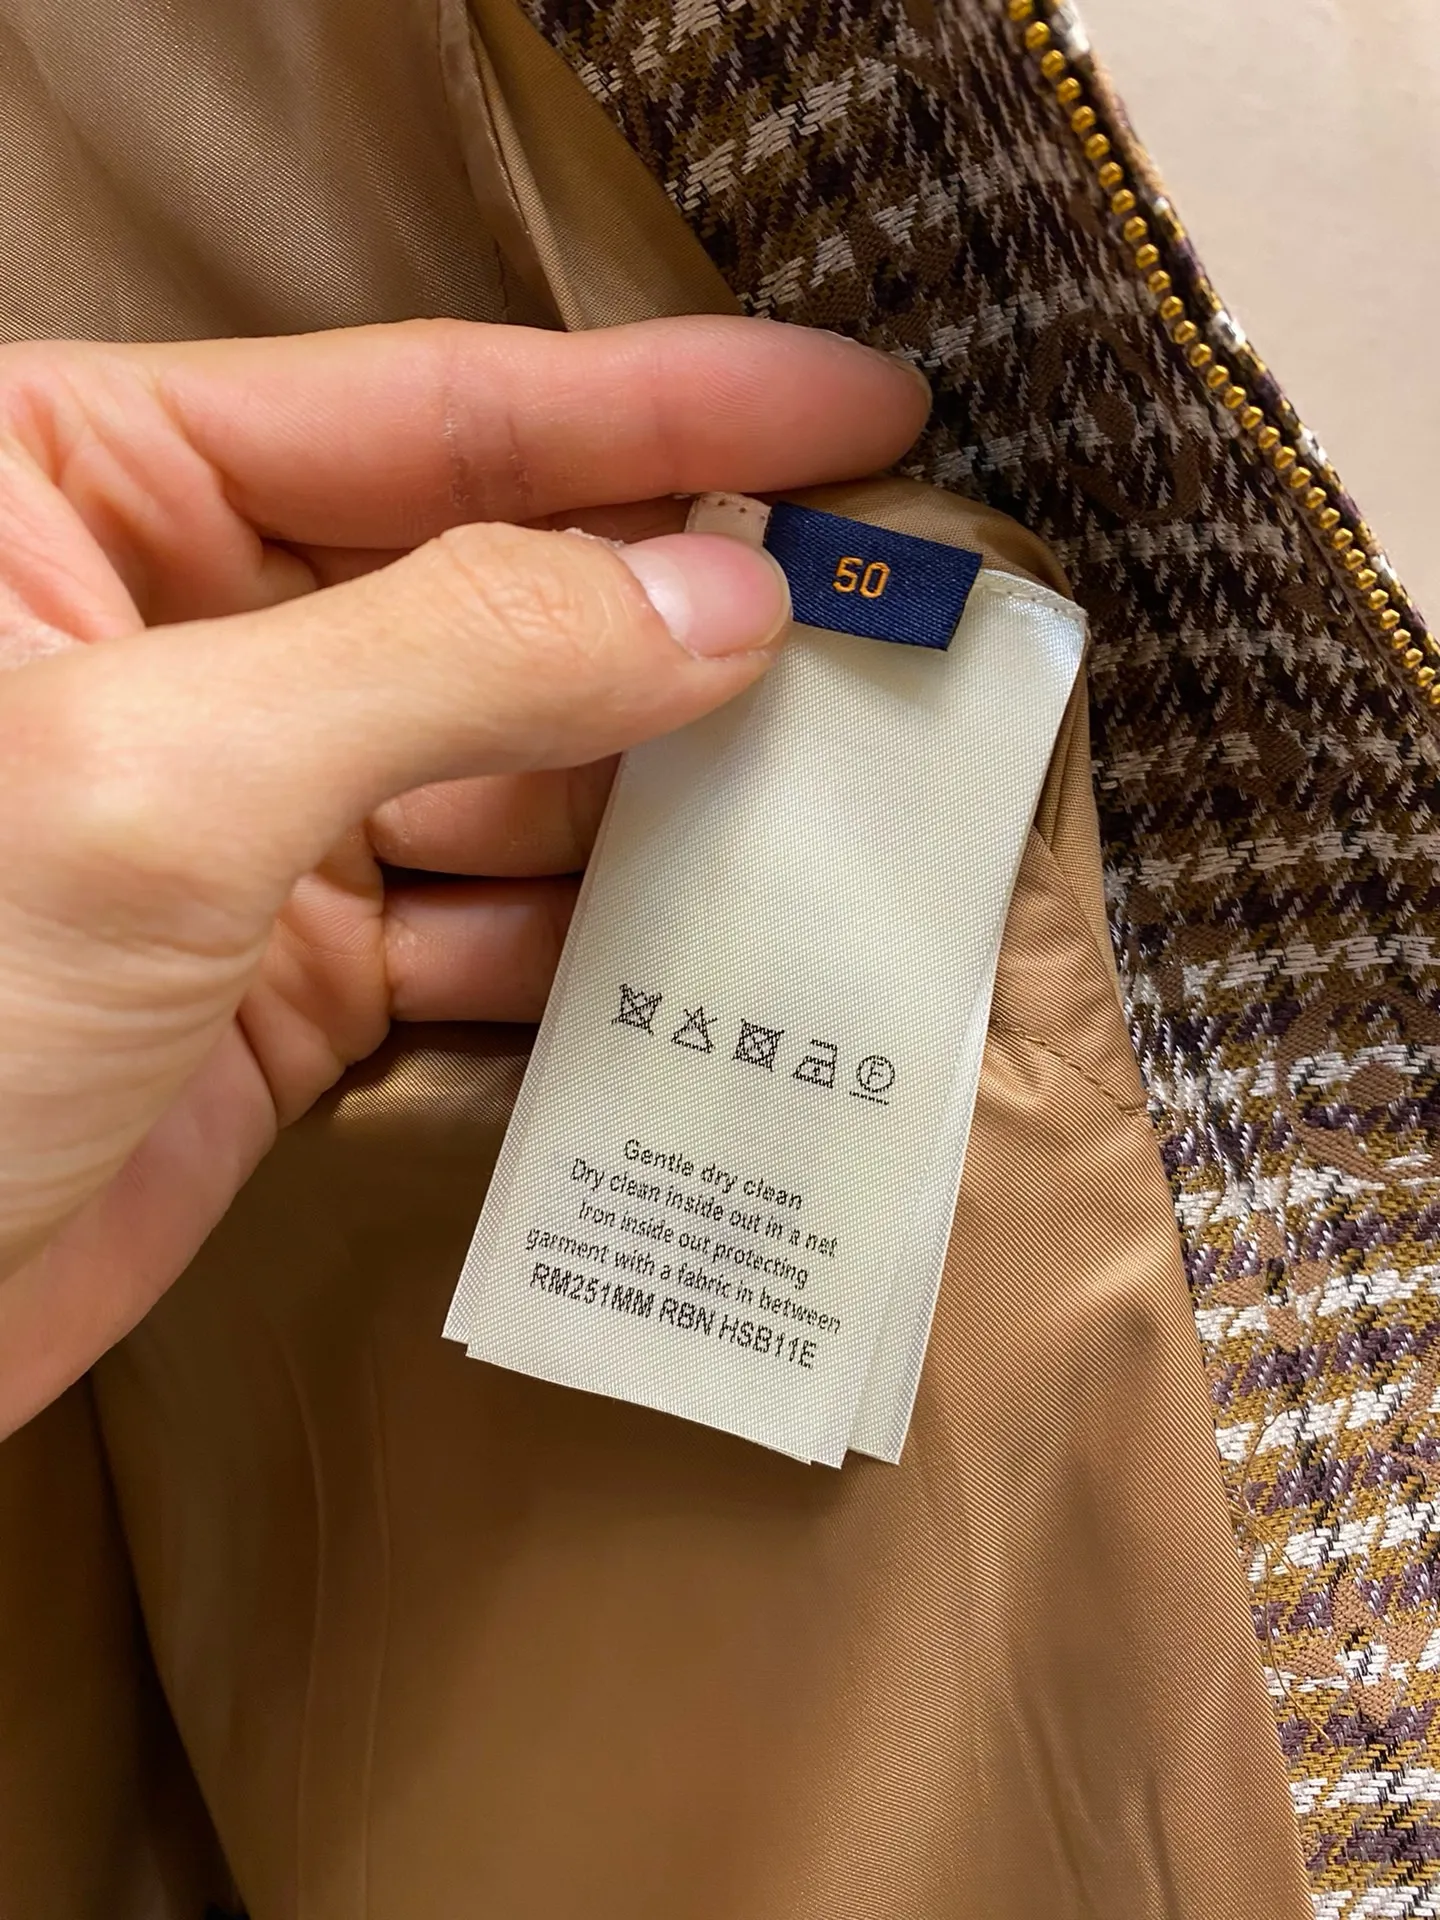 50
F
Gentle dry clean
Dry clean inside out in a net
Iron inside out protecting
garment with a fabric in between
RM251MM RBN HSB11E